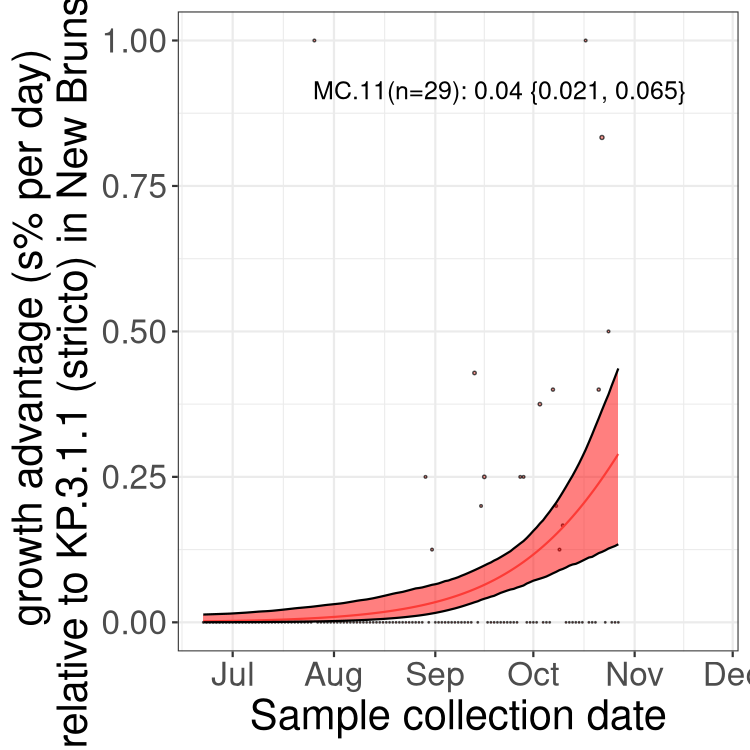 growth advantage (s% per day)
relative to KP.3.1.1 (stricto) in New Bruns
1.00
0.75
0.50
0.25
0.00
MC.11(n=29): 0.04 {0.021, 0.065}
Jul Aug Sep Oct Nov Dec
Sample collection date